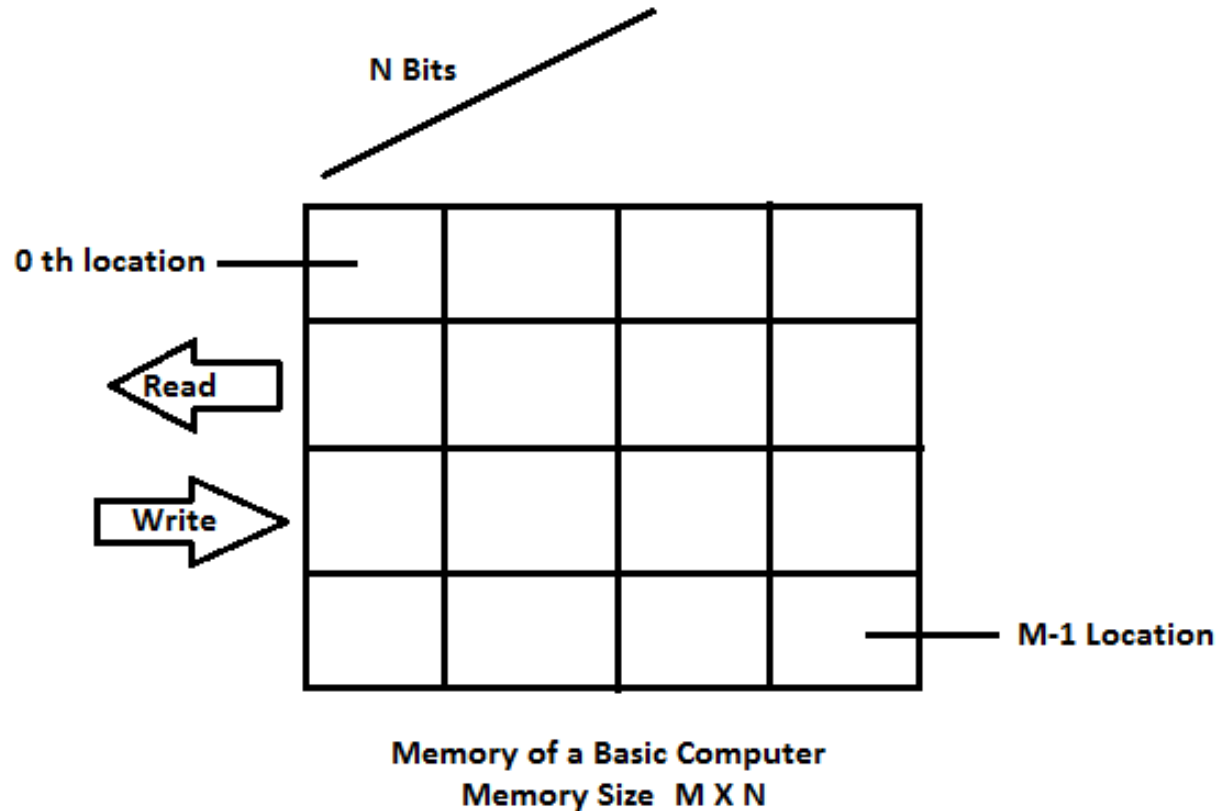 N Bits
0 th location
Read
Write
M-1 Location
Memory of a Basic Computer
Memory Size M X N